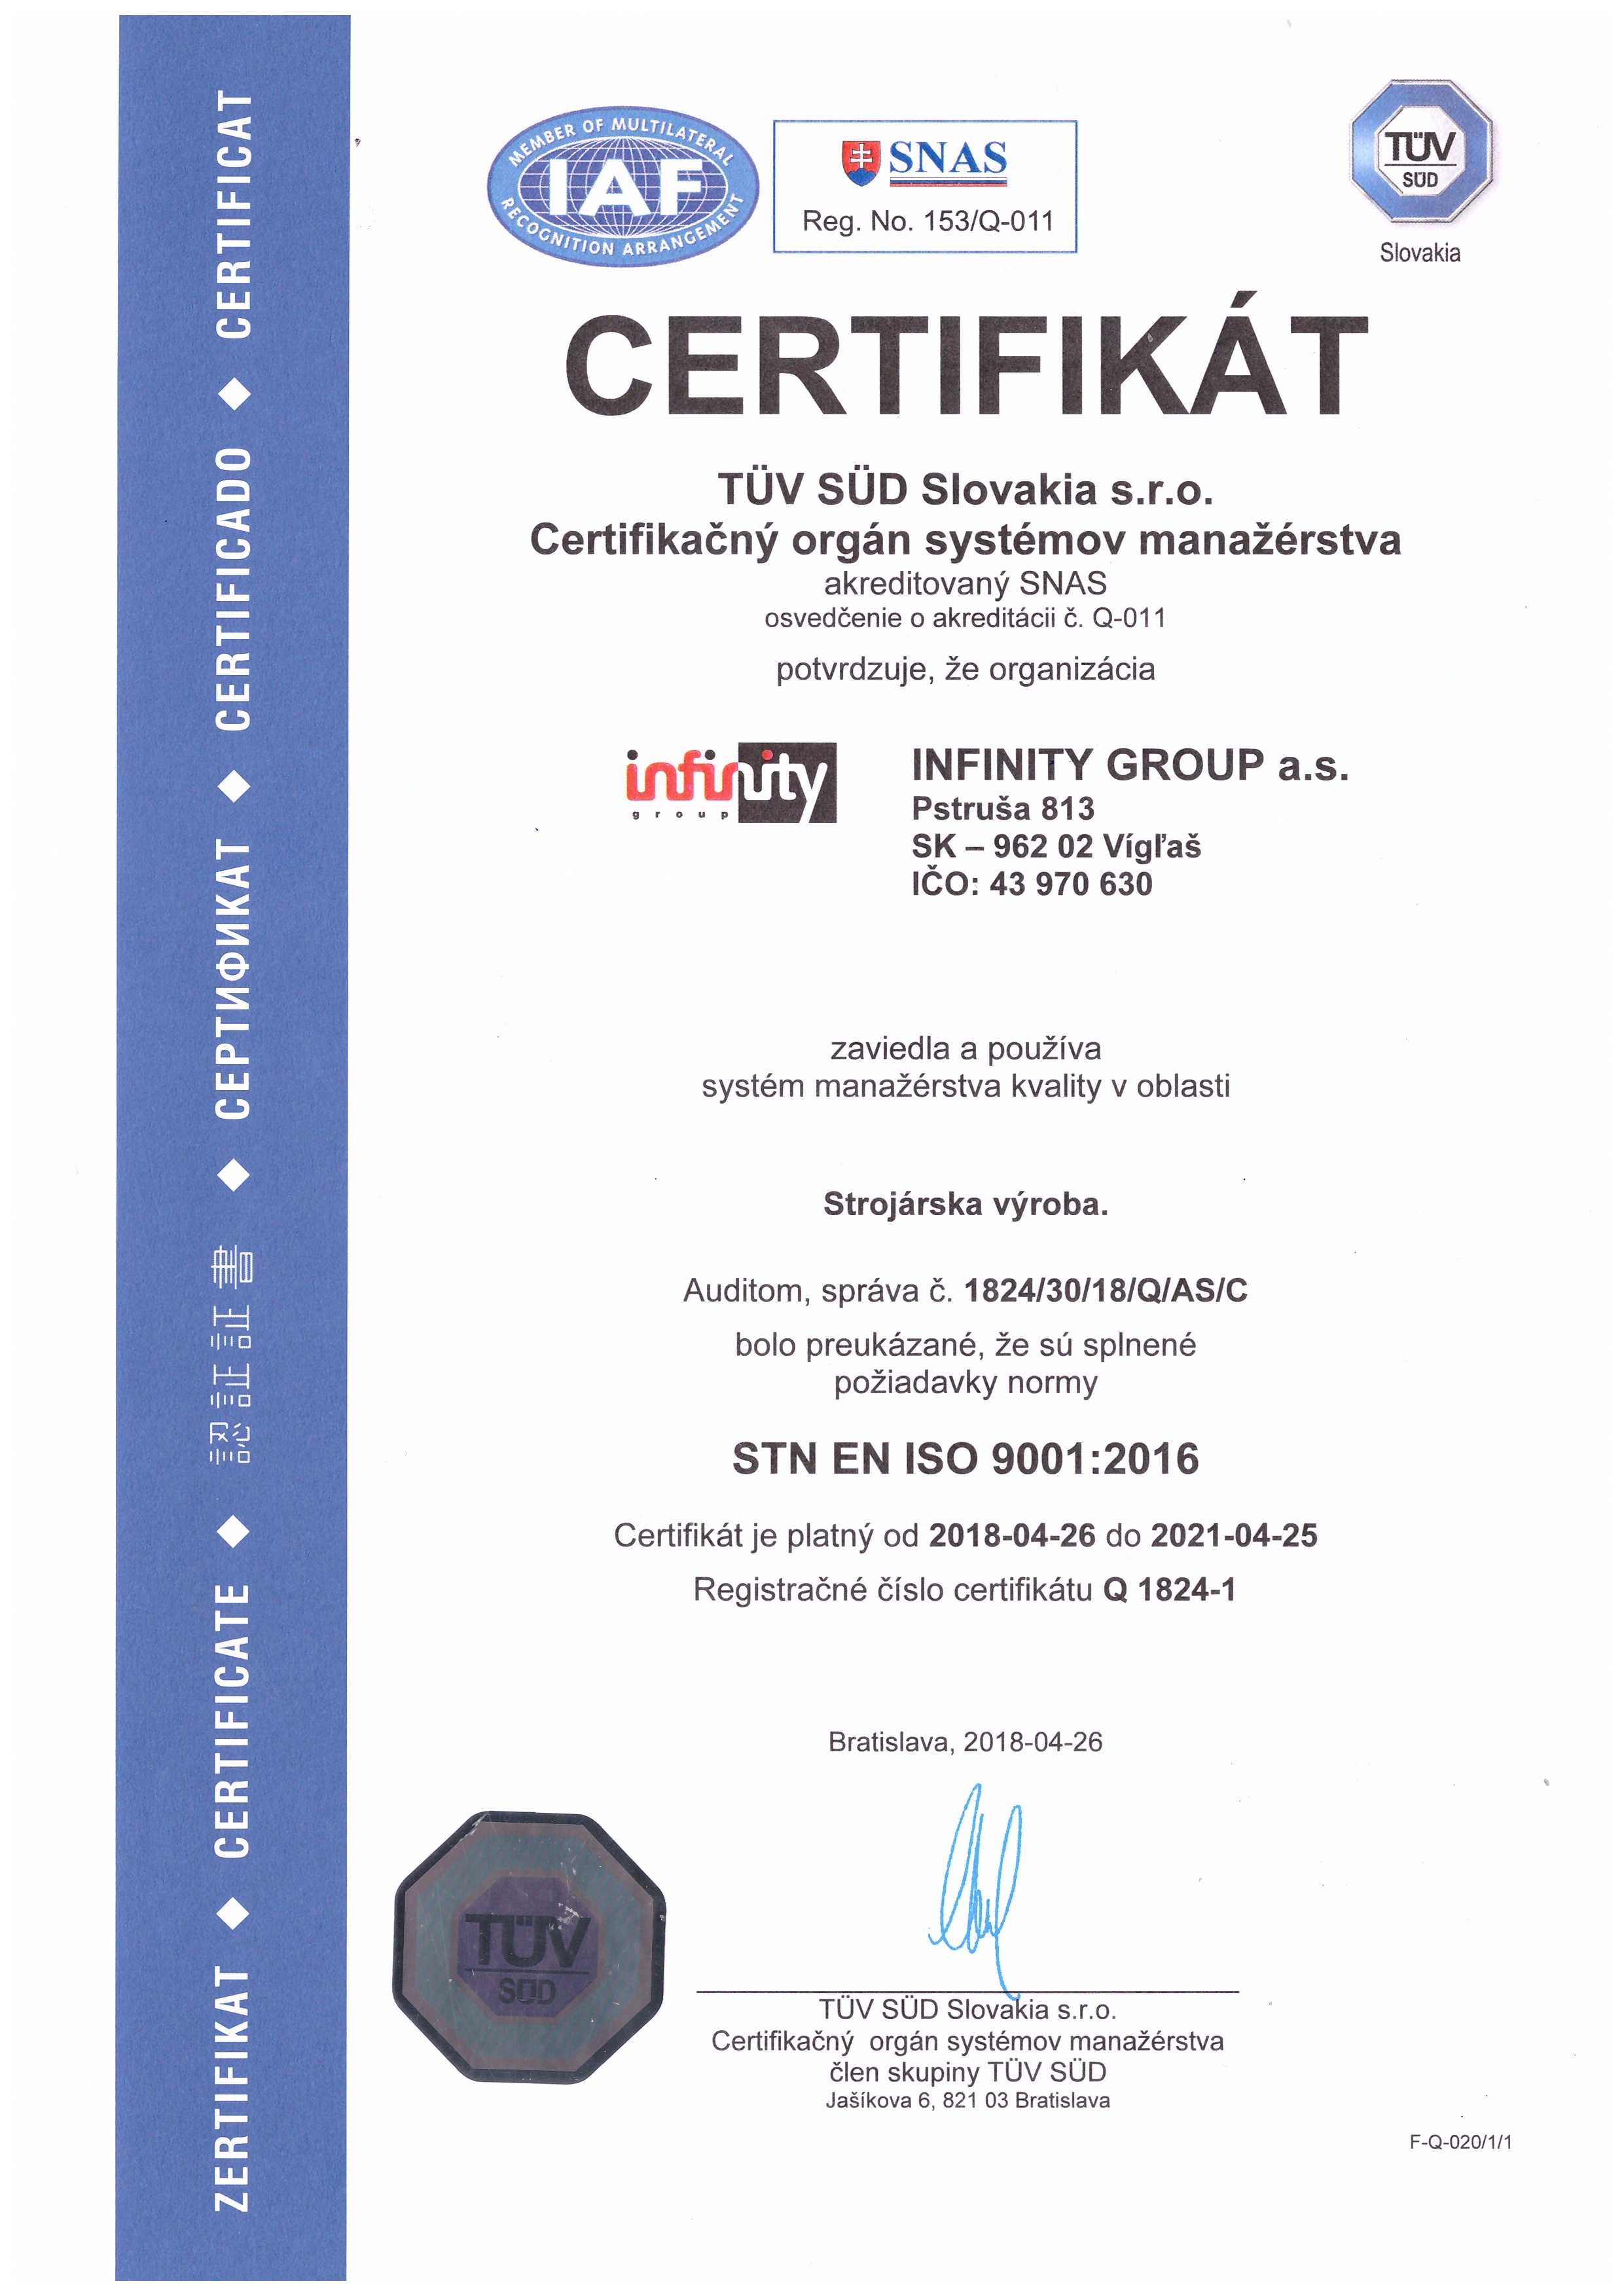 ZERTIFIKAT ◆ CERTIFICATE ◆ 認証証書 ◆ СЕРТИФИКАТ ◆ CERTIFICADO ◆ CERTIFICAT
MEMBER OF MULTILATERAL
IAF
RECOGNITION ARRANGEMENT
SNAS
Reg. No. 153/Q-011
TÜV
SÜD
Slovakia
CERTIFIKÁT
TÜV SÜD Slovakia s.r.o.
Certifikačný orgán systémov manažérstva
akreditovaný SNAS
osvedčenie o akreditácii č. Q-011
potvrdzuje, že organizácia
infinity
group
INFINITY GROUP a.s.
Pstruša 813
SK – 962 02 Vígľaš
IČO: 43 970 630
zaviedla a používa
systém manažérstva kvality v oblasti
Strojárska výroba.
Auditom, správa č. 1824/30/18/Q/AS/C
bolo preukázané, že sú splnené
požiadavky normy
STN EN ISO 9001:2016
Certifikát je platný od 2018-04-26 do 2021-04-25
Registračné číslo certifikátu Q 1824-1
Bratislava, 2018-04-26
TÜV
SÜD
TÜV SÜD Slovakia s.r.o.
Certifikačný orgán systémov manažérstva
člen skupiny TÜV SÜD
Jašíkova 6, 821 03 Bratislava
F-Q-020/1/1